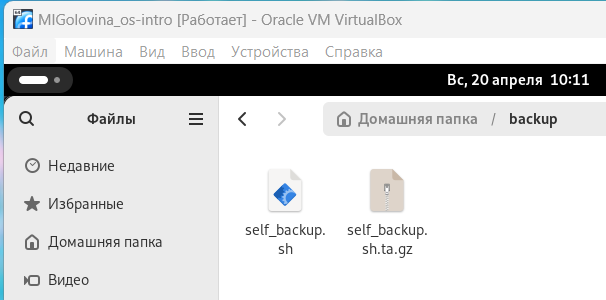 MIGolovina_os-intro [Работает] - Oracle VM VirtualBox
Файл Машина Вид Ввод Устройства Справка
Вс, 20 апреля 10:11
Файлы
Домашняя папка / backup
Недавние
Избранные
Домашняя папка
Видео
self_backup.
sh
self_backup.
sh.ta.gz